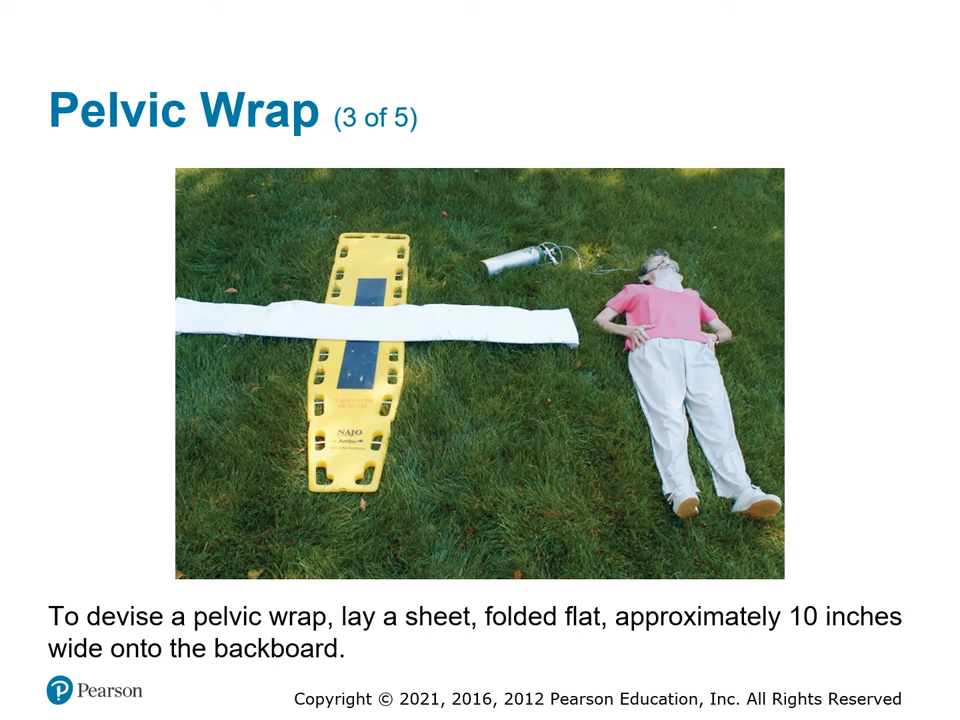 Pelvic Wrap (3 of 5)
NAJO
Ambu
To devise a pelvic wrap, lay a sheet, folded flat, approximately 10 inches
wide onto the backboard.
Pearson
Copyright © 2021, 2016, 2012 Pearson Education, Inc. All Rights Reserved